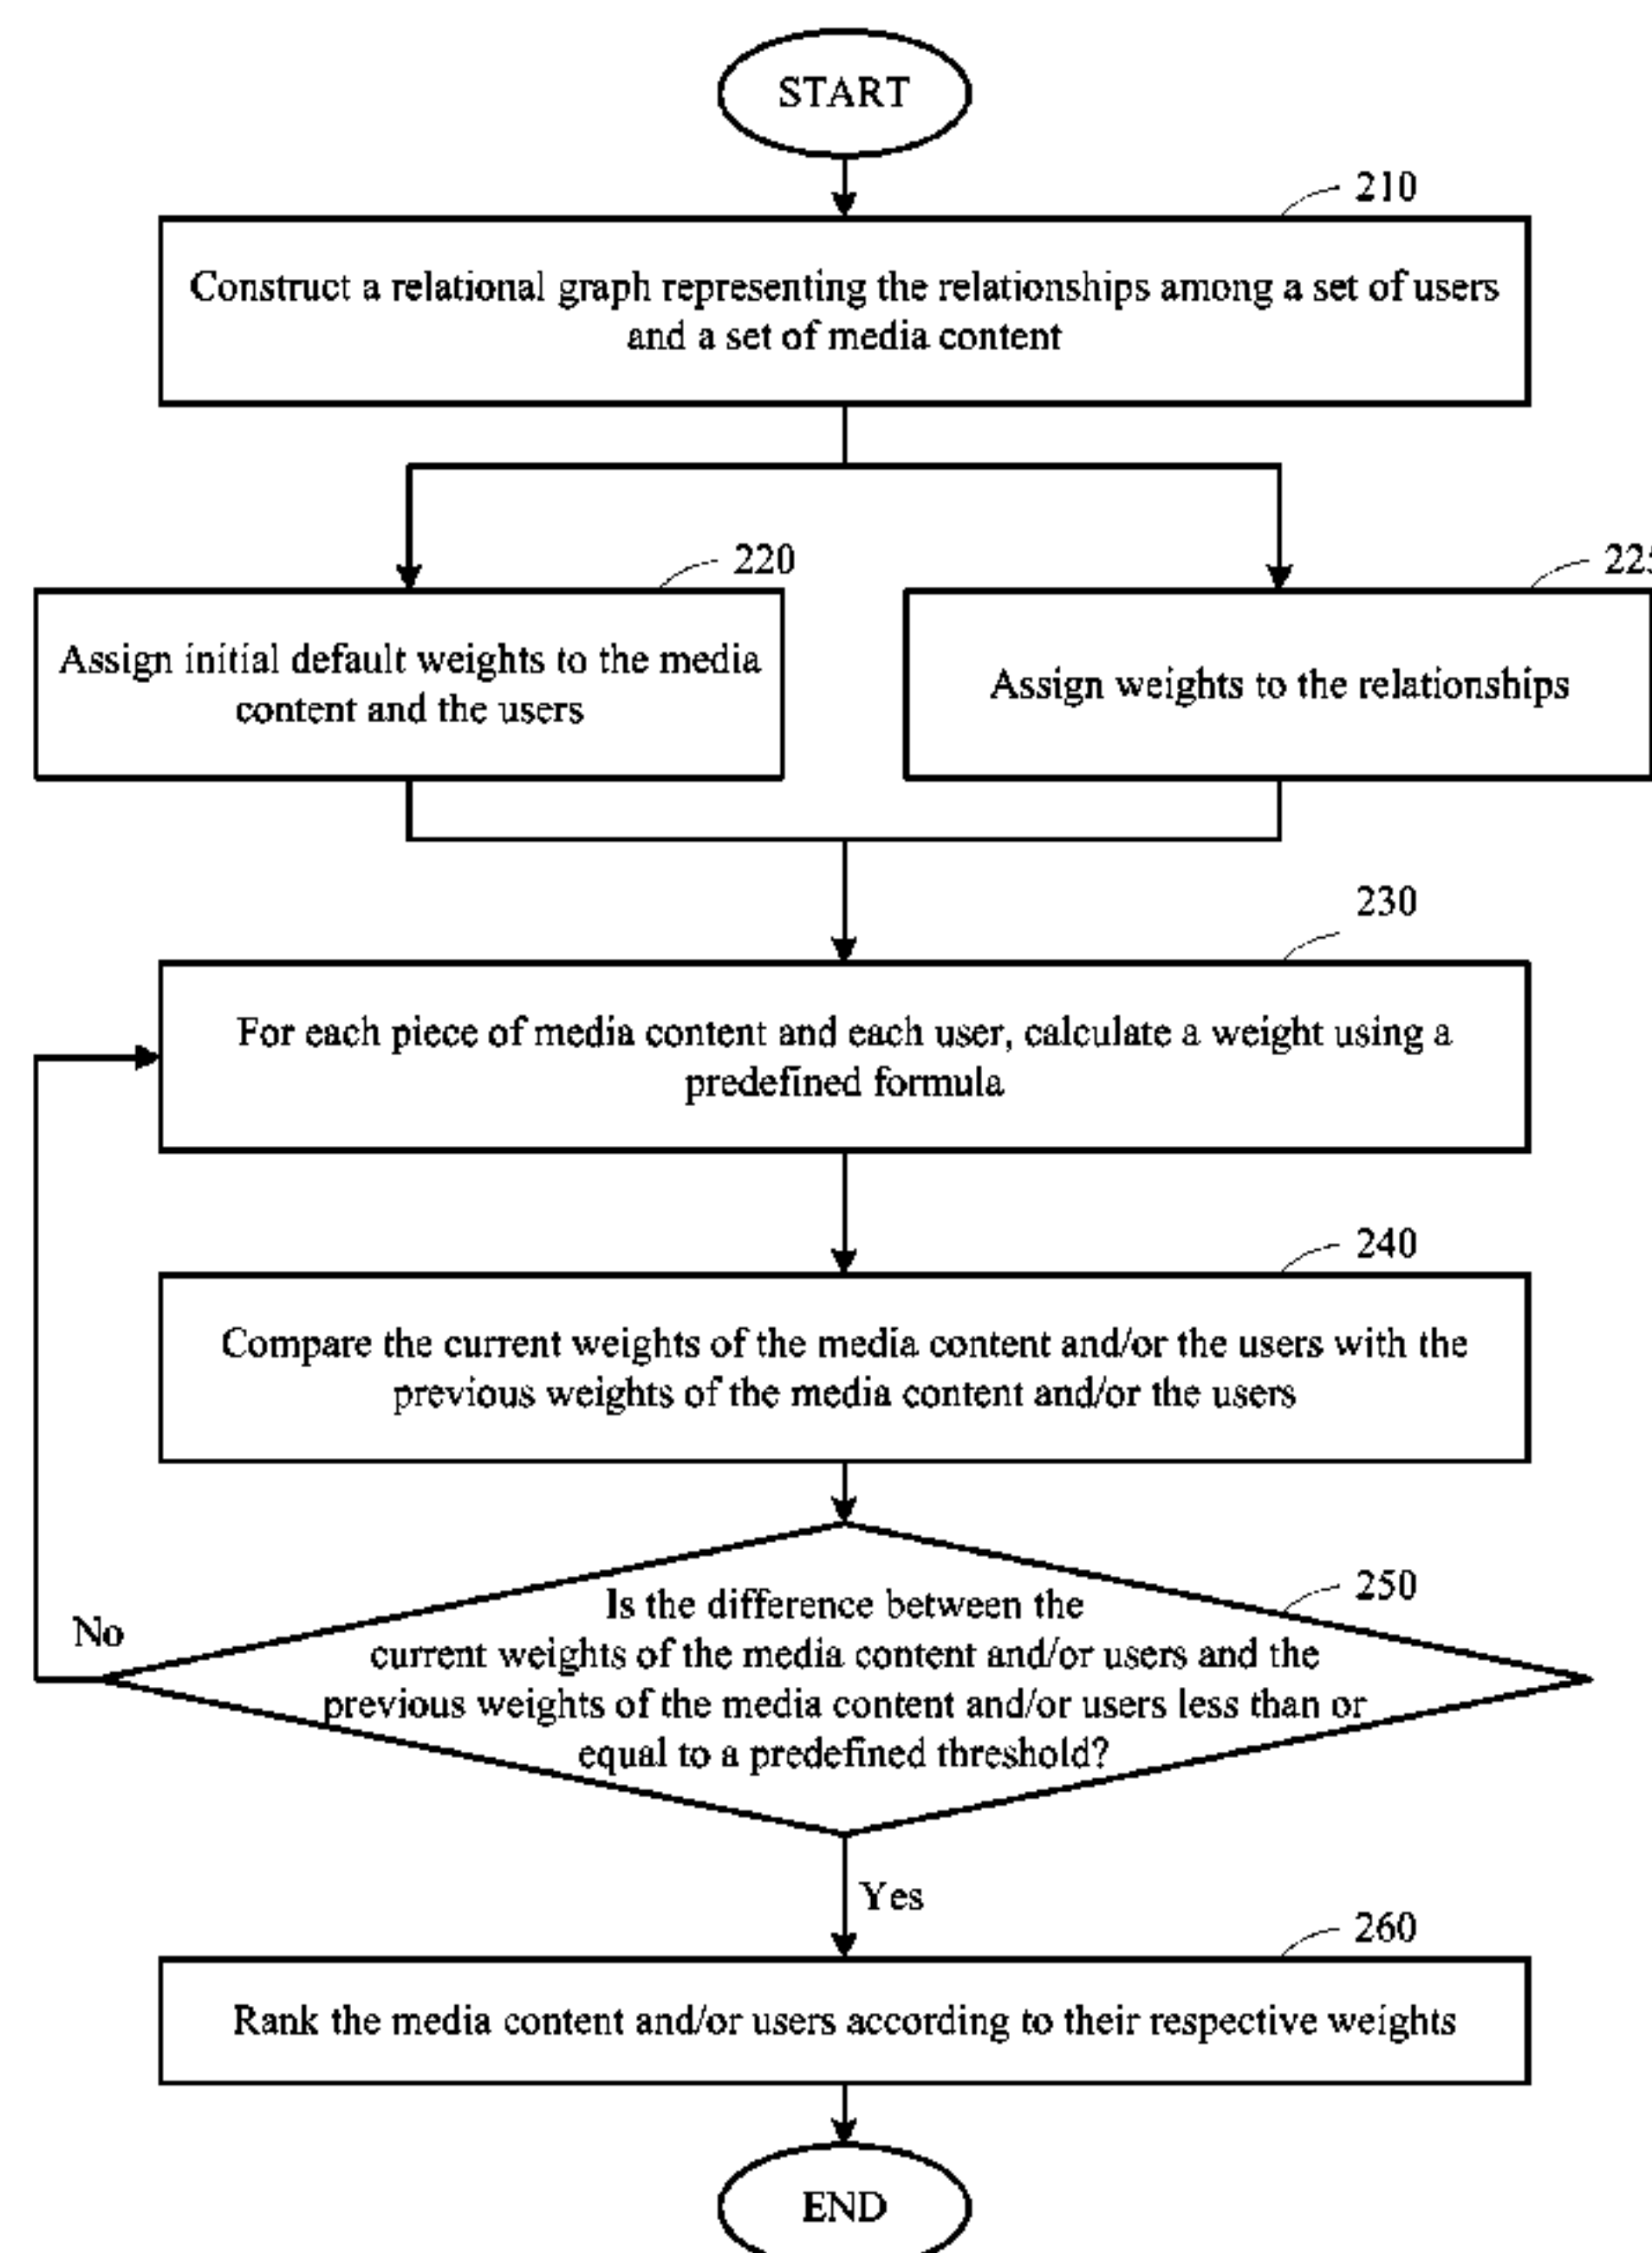 START
210
Construct a relational graph representing the relationships among a set of users
and a set of media content
220
Assign initial default weights to the media
content and the users
225
Assign weights to the relationships
230
For each piece of media content and each user, calculate a weight using a
predefined formula
240
Compare the current weights of the media content and/or the users with the
previous weights of the media content and/or the users
250
Is the difference between the
current weights of the media content and/or users and the
previous weights of the media content and/or users less than or
equal to a predefined threshold?
No
Yes
260
Rank the media content and/or users according to their respective weights
END